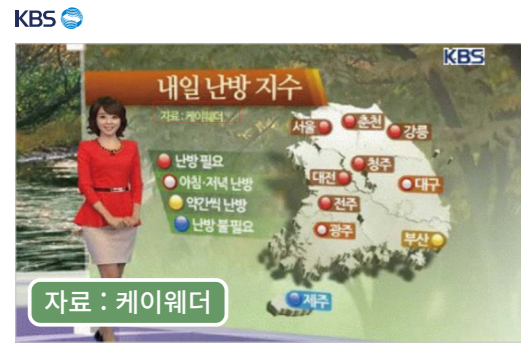 KBS
KBS
내일 난방 지수
자료 : 케이웨더
서울
춘천
강릉
난방 필요
아침·저녁 난방
약간씩 난방
난방 불필요
청주
대전
대구
전주
광주
부산
제주
자료 : 케이웨더